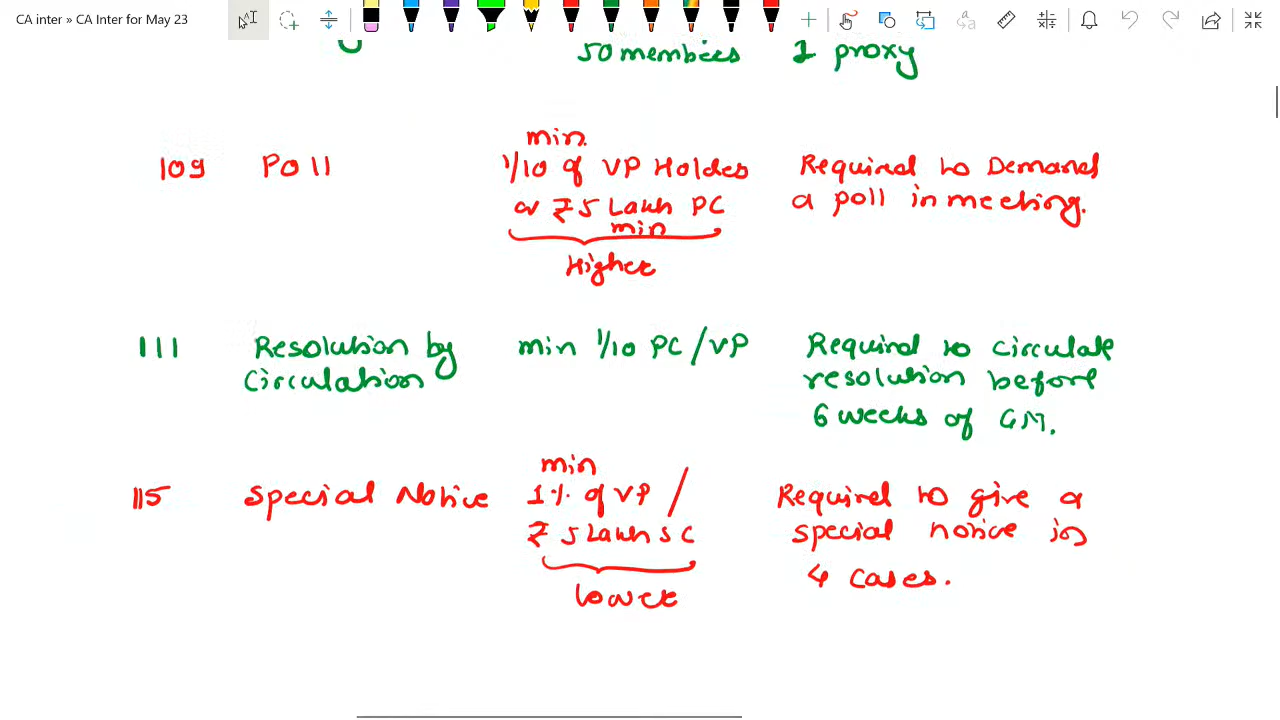 CA inter » CA Inter for May 23
50 members 1 proxy
109 Poll min. 1/10 of VP Holder Required to Demand
or ₹5 Lakh PC a poll in meeting.
min
Higher
111 Resolution by min 1/10 PC/VP Required to circulate
Circulation resolution before
6 weeks of GM.
min
115 Special Notice 1% of VP / Required to give a
₹ 5 Lakh SC special notice in
4 cases.
lower